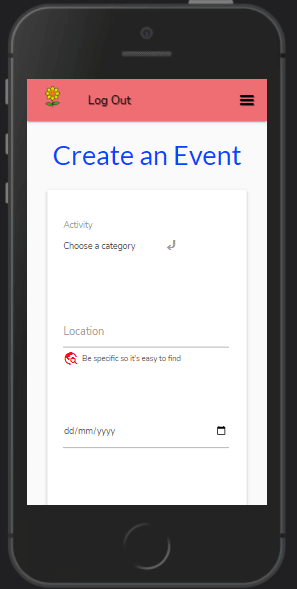 Log Out
Create an Event
Activity
Choose a category
Location
Be specific so it's easy to find
dd/mm/yyyy